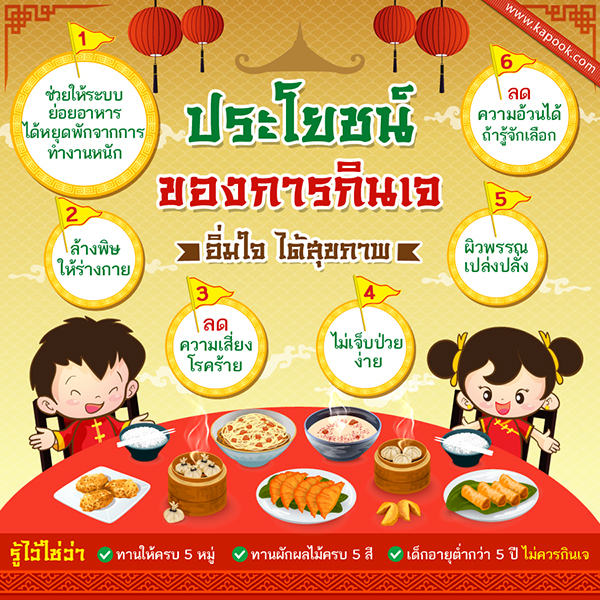 www.kapook.com
ประโยชน์
ของการกินเจ
อิ่มใจ ได้สุขภาพ
1
ช่วยให้ระบบ
ย่อยอาหาร
ได้หยุดพักจากการ
ทำงานหนัก
2
ล้างพิษ
ให้ร่างกาย
3
ลด
ความเสี่ยง
โรคร้าย
4
ไม่เจ็บป่วย
ง่าย
5
ผิวพรรณ
เปล่งปลั่ง
6
ลด
ความอ้วนได้
ถ้ารู้จักเลือก
รู้ไว้ใช่ว่า ทานให้ครบ 5 หมู่ ทานผักผลไม้ครบ 5 สี เด็กอายุต่ำกว่า 5 ปี ไม่ควรกินเจ